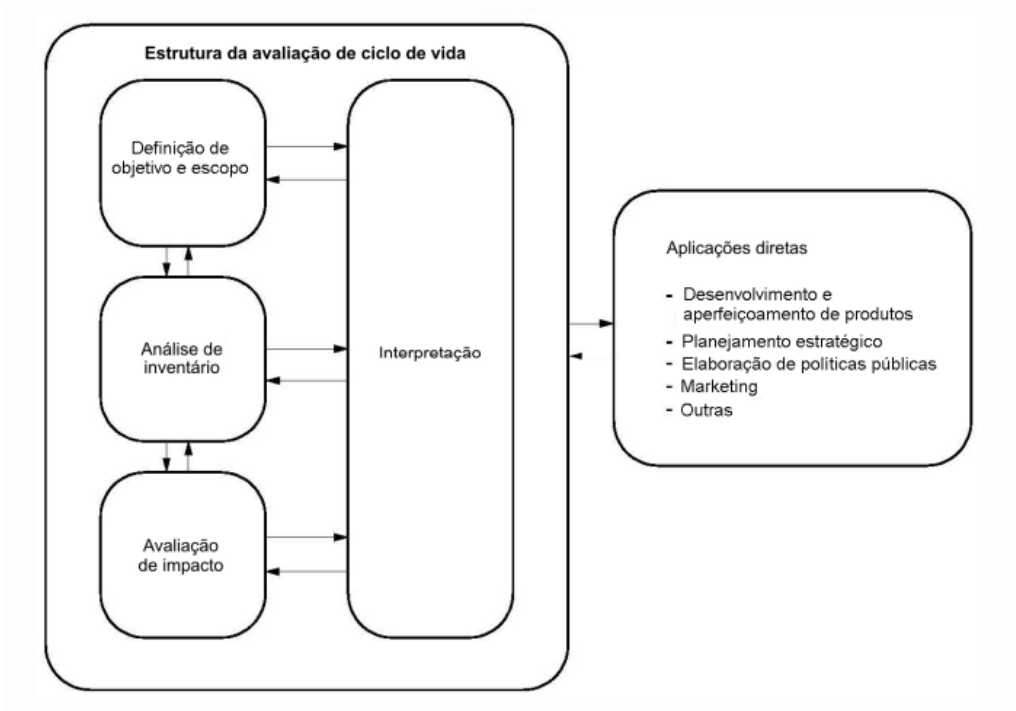 Estrutura da avaliação de ciclo de vida
Definição de
objetivo e escopo
Análise de
inventário
Avaliação
de impacto
Interpretação
Aplicações diretas
- Desenvolvimento e
aperfeiçoamento de produtos
- Planejamento estratégico
- Elaboração de políticas públicas
- Marketing
- Outras